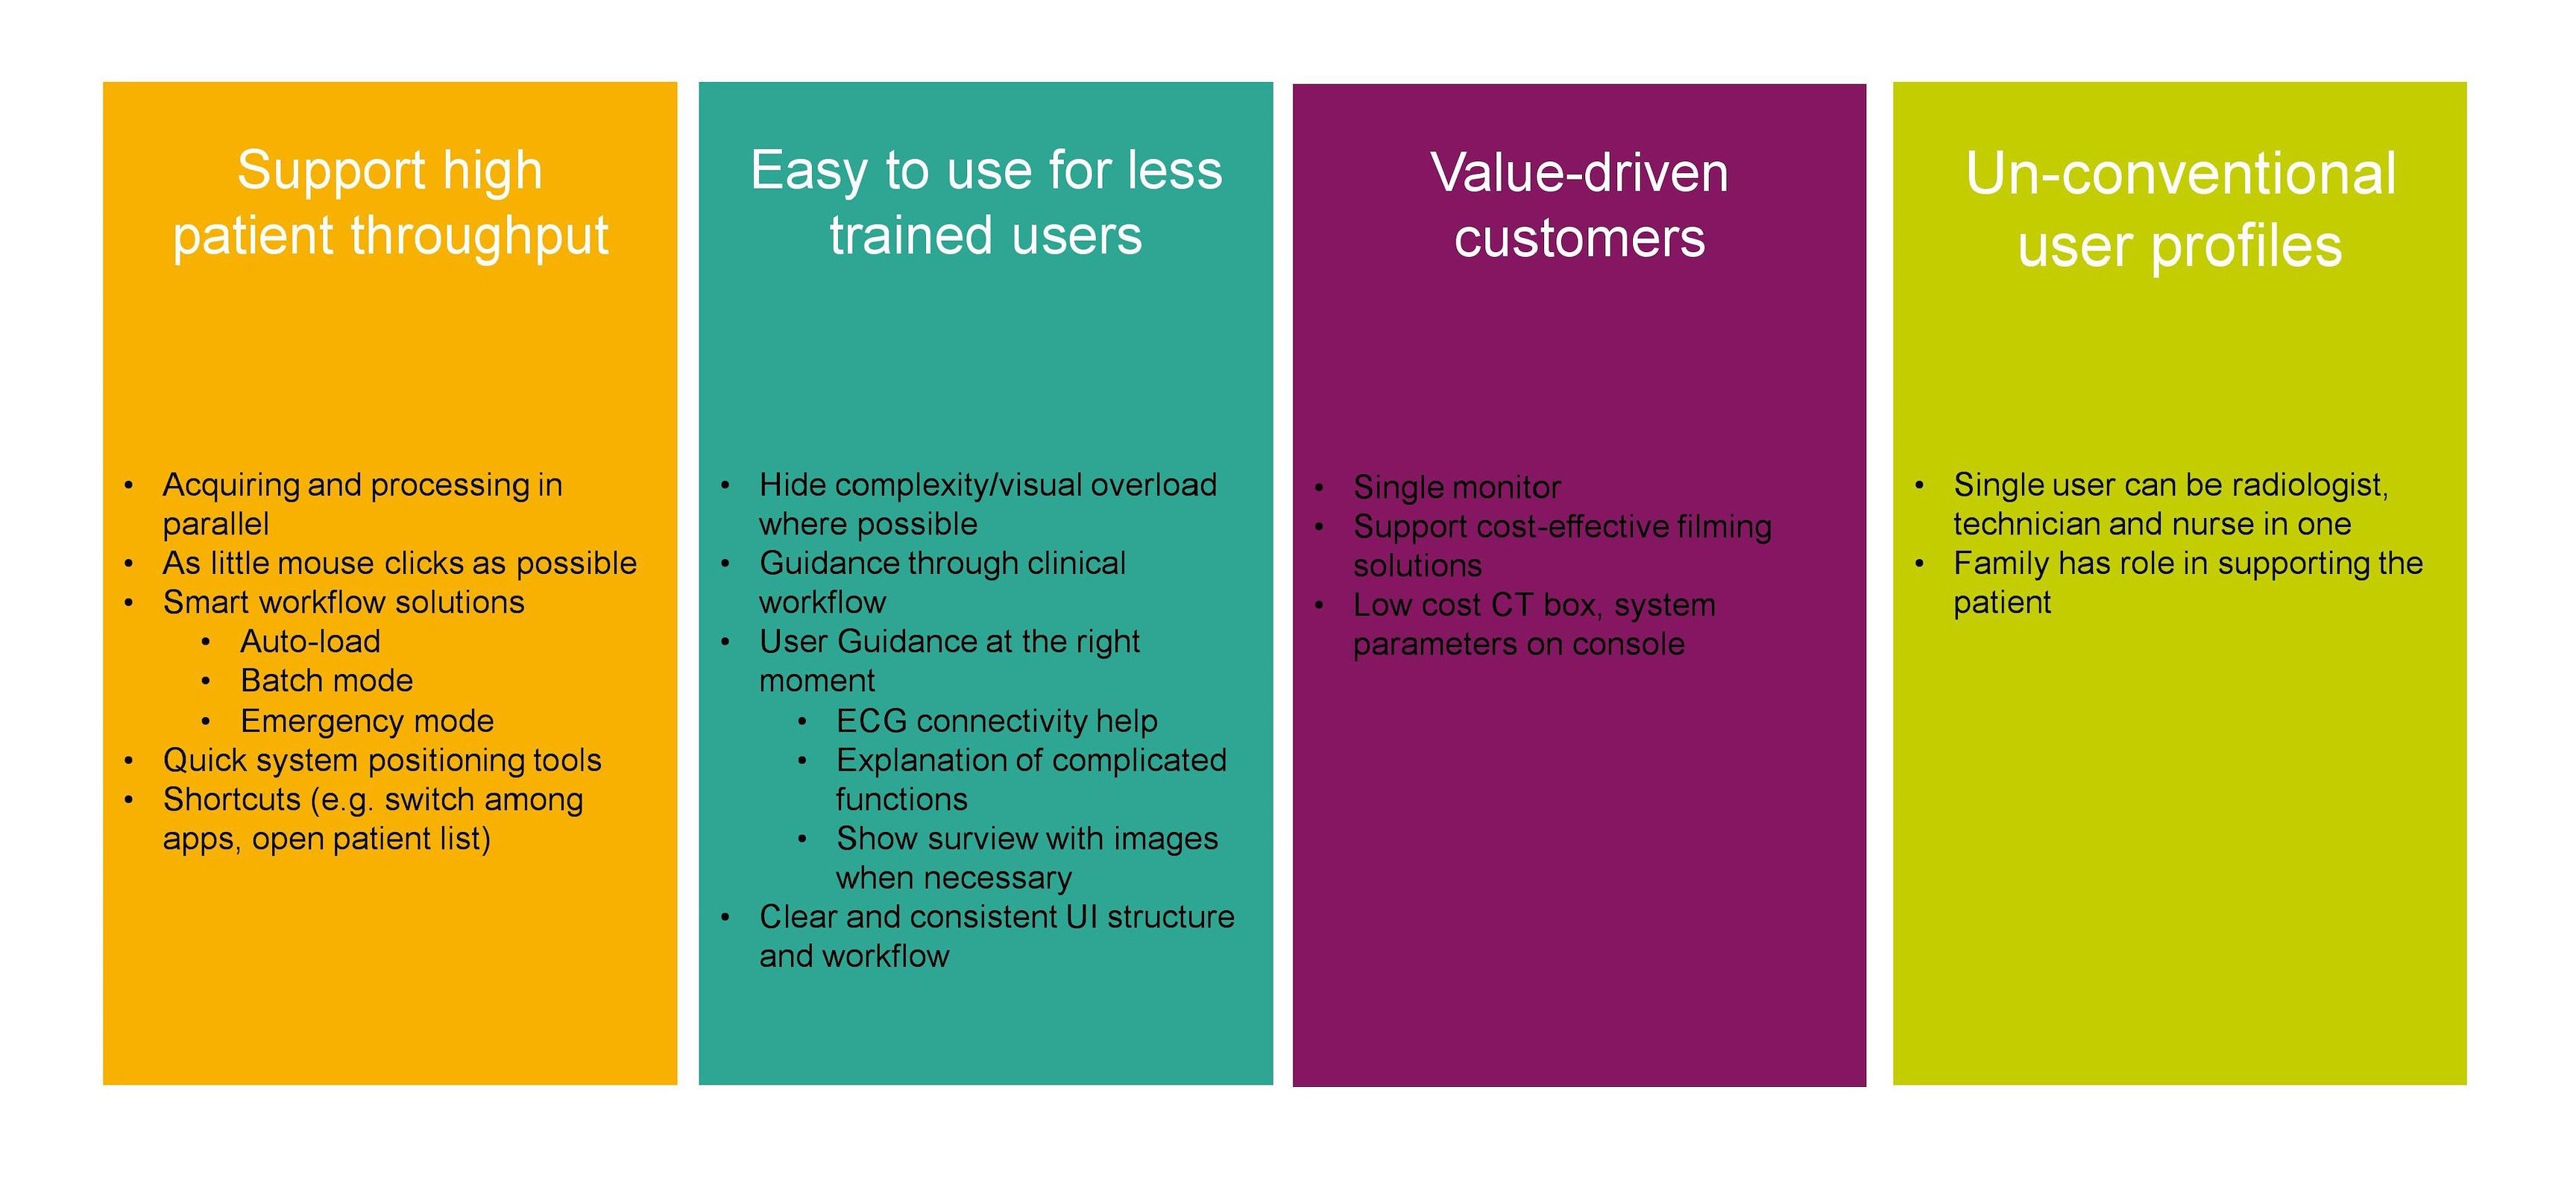 Support high
patient throughput
• Acquiring and processing in
parallel
• As little mouse clicks as possible
• Smart workflow solutions
• Auto-load
• Batch mode
• Emergency mode
• Quick system positioning tools
• Shortcuts (e.g. switch among
apps, open patient list)
Easy to use for less
trained users
• Hide complexity/visual overload
where possible
• Guidance through clinical
workflow
• User Guidance at the right
moment
• ECG connectivity help
• Explanation of complicated
functions
• Show surview with images
when necessary
• Clear and consistent UI structure
and workflow
Value-driven
customers
• Single monitor
• Support cost-effective filming
solutions
• Low cost CT box, system
parameters on console
Un-conventional
user profiles
• Single user can be radiologist,
technician and nurse in one
• Family has role in supporting the
patient